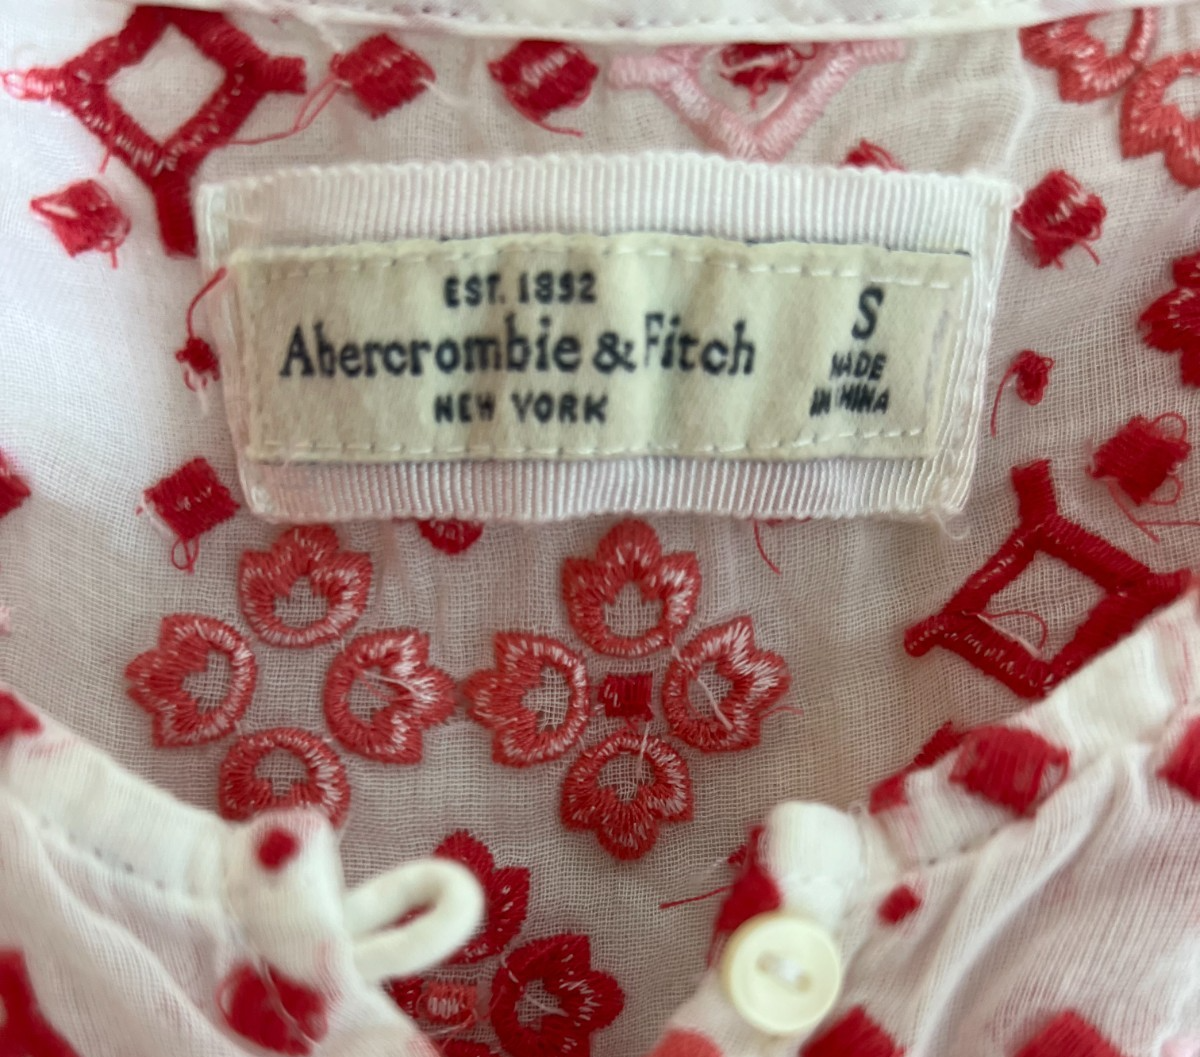 EST. 1892
Abercrombie & Fitch
NEW YORK
S
MADE
IN CHINA